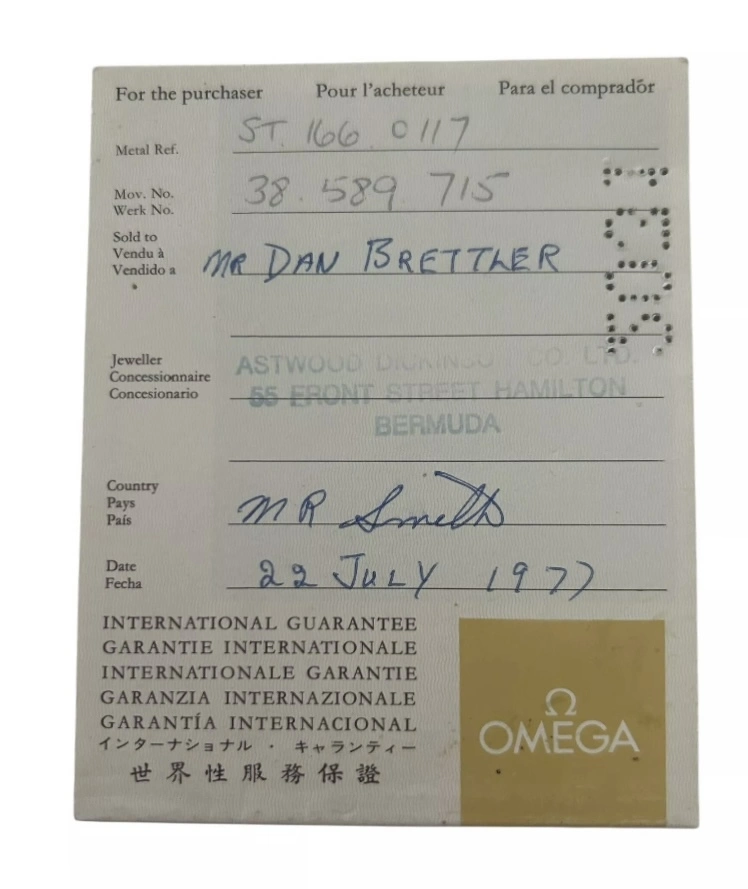 For the purchaser Pour l'acheteur Para el compradór
Metal Ref. ST. 166 0117
Mov. No. 38. 589 715
Werk No.
Sold to
Vendu à MR DAN BRETTLER
Vendido a
Jeweller ASTWOOD DICKINSON CO. LTD.
Concessionnaire
Concesionario 55 FRONT STREET HAMILTON
BERMUDA
Country
Pays MR Smith
País
Date 22 JULY 1977
Fecha
INTERNATIONAL GUARANTEE
GARANTIE INTERNATIONALE
INTERNATIONALE GARANTIE
GARANZIA INTERNAZIONALE
GARANTÍA INTERNACIONAL
インターナショナル · キャランティー
世界性服務保證
Ω
OMEGA